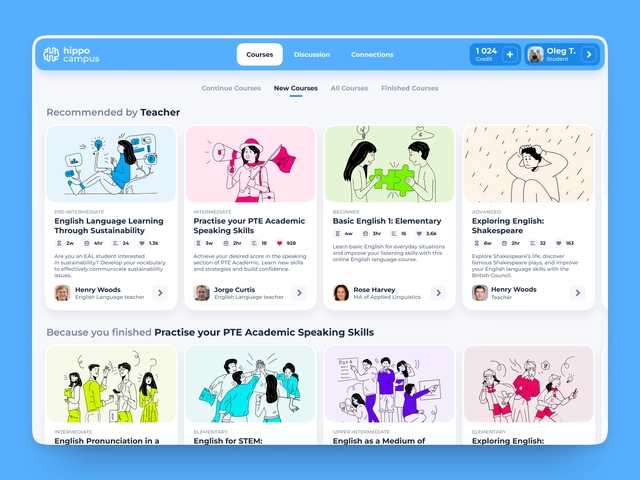 hippo
campus
Courses
Discussion
Connections
1 024
Credit
Oleg T.
Student
Continue Courses
New Courses
All Courses
Finished Courses
Recommended by Teacher
PRE-INTERMEDIATE
English Language Learning
Through Sustainability
2w 4hr 24 1.3k
Are you an EAL student interested
in sustainability? Develop your vocabulary
to effectively communicate sustainability
issues.
Henry Woods
English Language teacher
INTERMEDIATE
Practise your PTE Academic
Speaking Skills
3w 2hr 18 928
Achieve your desired score in the speaking
section of PTE Academic. Learn new skills
and strategies and build confidence.
Jorge Curtis
English Language teacher
BEGINNER
Basic English 1: Elementary
4w 3hr 16 3.6k
Learn basic English for everyday situations
and improve your listening skills with this
online English language course.
Rose Harvey
MA of Applied Linguistics
ADVANCED
Exploring English:
Shakespeare
6w 2hr 32 163
Explore Shakespeare's life, discover
famous Shakespeare plays, and improve
your English language skills with the
British Council.
Henry Woods
Teacher
Because you finished Practise your PTE Academic Speaking Skills
INTERMEDIATE
English Pronunciation in a
ELEMENTARY
English for STEM:
UPPER-INTERMEDIATE
English as a Medium of
ELEMENTARY
Exploring English: